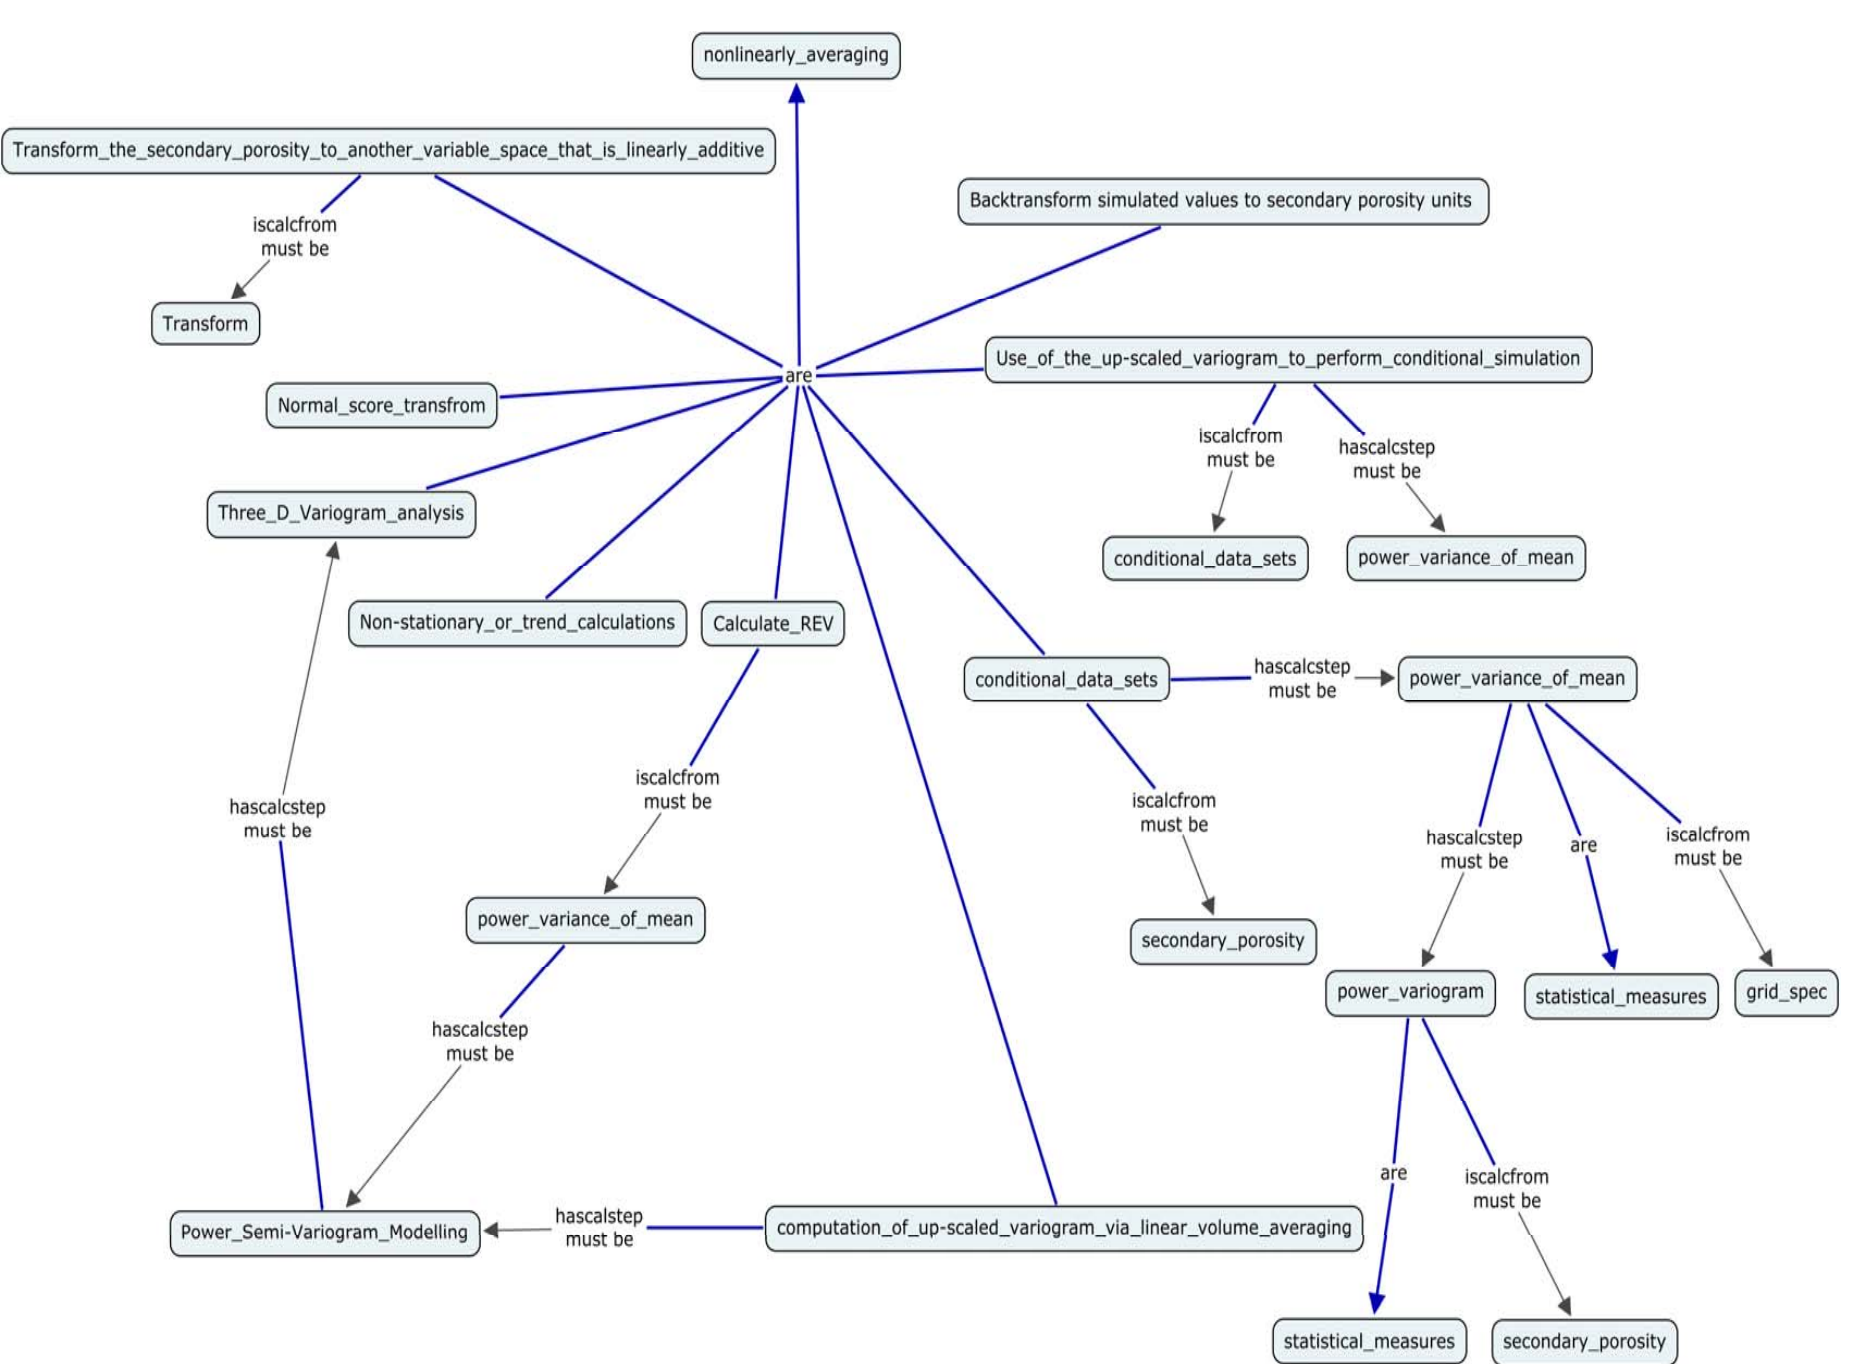 nonlinearly_averaging
Transform_the_secondary_porosity_to_another_variable_space_that_is_linearly_additive
Backtransform simulated values to secondary porosity units
iscalcfrom
must be
Transform
are
Use_of_the_up-scaled_variogram_to_perform_conditional_simulation
Normal_score_transfrom
iscalcfrom
must be
hascalcstep
must be
Three_D_Variogram_analysis
conditional_data_sets
power_variance_of_mean
Non-stationary_or_trend_calculations
Calculate_REV
conditional_data_sets
hascalcstep
must be
power_variance_of_mean
iscalcfrom
must be
hascalcstep
must be
iscalcfrom
must be
hascalcstep
must be
are
iscalcfrom
must be
power_variance_of_mean
secondary_porosity
power_variogram
statistical_measures
grid_spec
hascalcstep
must be
are
iscalcfrom
must be
Power_Semi-Variogram_Modelling
hascalstep
must be
computation_of_up-scaled_variogram_via_linear_volume_averaging
statistical_measures
secondary_porosity